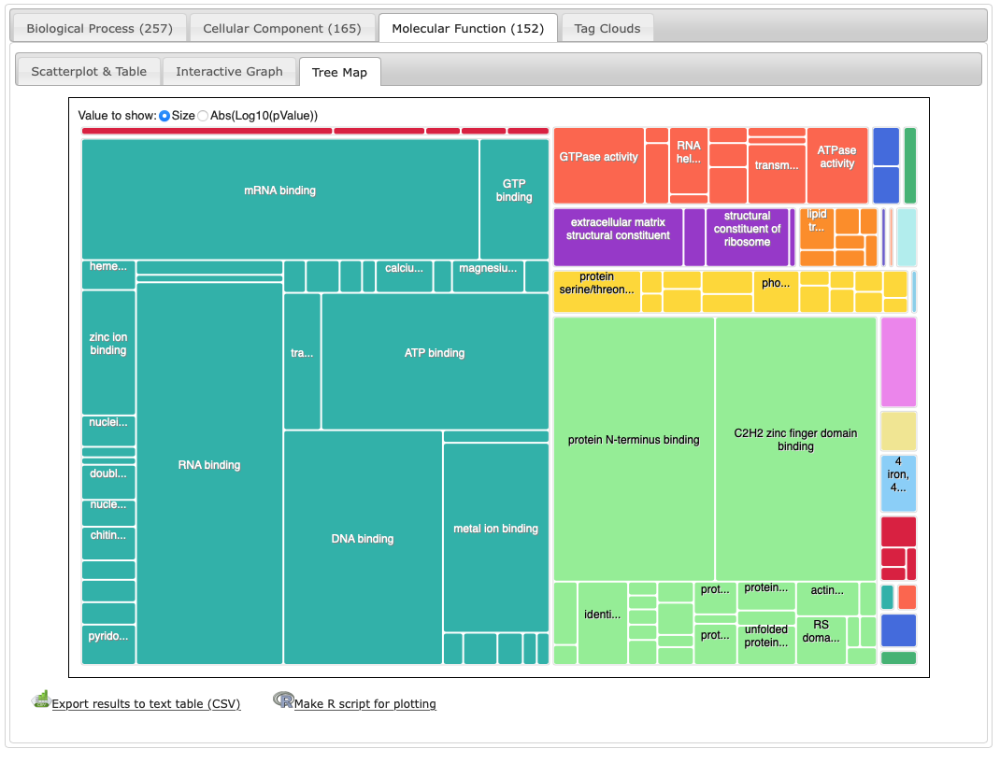 Biological Process (257)
Cellular Component (165)
Molecular Function (152)
Tag Clouds
Scatterplot & Table
Interactive Graph
Tree Map
Value to show:
Size
Abs(Log10(pValue))
mRNA binding
GTP
binding
heme...
calciu...
magnesiu...
zinc ion
binding
tra...
ATP binding
nuclei...
RNA binding
doubl...
nucle...
chitin...
DNA binding
metal ion binding
pyrido...
GTPase activity
RNA
hel...
transm...
ATPase
activity
extracellular matrix
structural constituent
structural
constituent of
ribosome
lipid
tr...
protein
serine/threon...
pho...
protein N-terminus binding
C2H2 zinc finger domain
binding
4
iron,
4...
identi...
prot...
protein...
actin...
prot...
unfolded
protein...
RS
doma...
Export results to text table (CSV)
R
Make R script for plotting